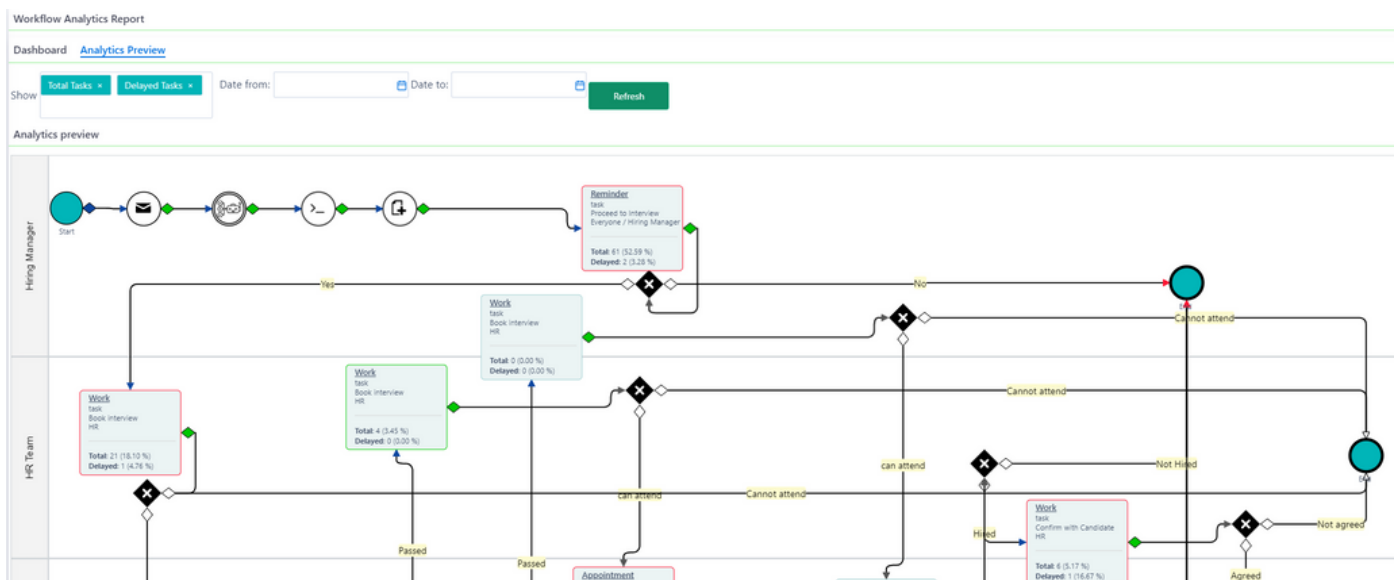 Workflow Analytics Report
Dashboard Analytics Preview
Show Total Tasks × Delayed Tasks × Date from: Date to: Refresh
Analytics preview
Hiring Manager
Start
Reminder
task
Proceed to Interview
Everyone / Hiring Manager
Total: 61 (52.59 %)
Delayed: 2 (3.28 %)
Yes
No
Work
task
Book interview
HR
Total: 0 (0.00 %)
Delayed: 0 (0.00 %)
Cannot attend
HR Team
Work
task
Book interview
HR
Total: 4 (3.45 %)
Delayed: 0 (0.00 %)
Cannot attend
Work
task
Book interview
HR
Total: 21 (18.10 %)
Delayed: 1 (4.76 %)
can attend
Not Hired
can attend
Cannot attend
Work
task
Confirm with Candidate
HR
Total: 6 (5.17 %)
Delayed: 1 (16.67 %)
Hired
Not agreed
Passed
Passed
Appointment
Agreed